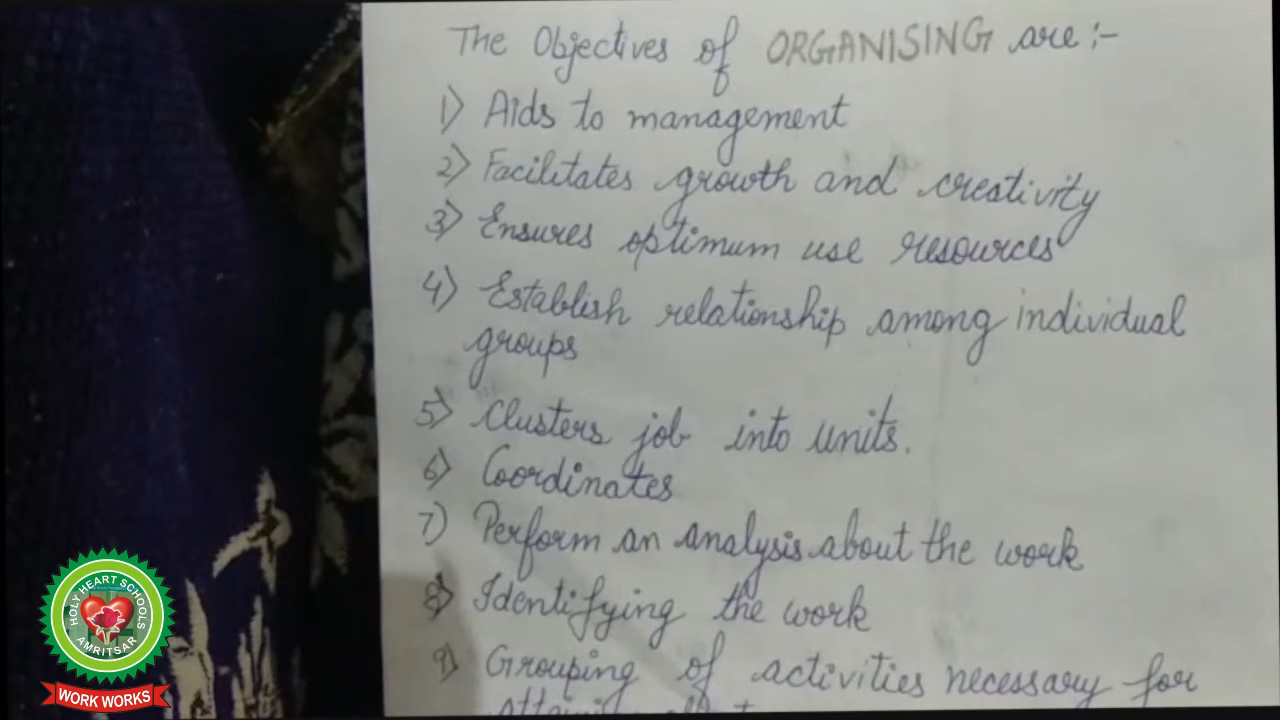 The Objectives of ORGANISING are :-
1) Aids to management
2) Facilitates growth and creativity
3) Ensures optimum use resources
4) Establish relationship among individual
groups
5) Clusters job into units.
6) Coordinates
7) Perform an analysis about the work
8) Identifying the work
9) Grouping of activities necessary for
HOLY HEART SCHOOLS
AMRITSAR
WORK WORKS